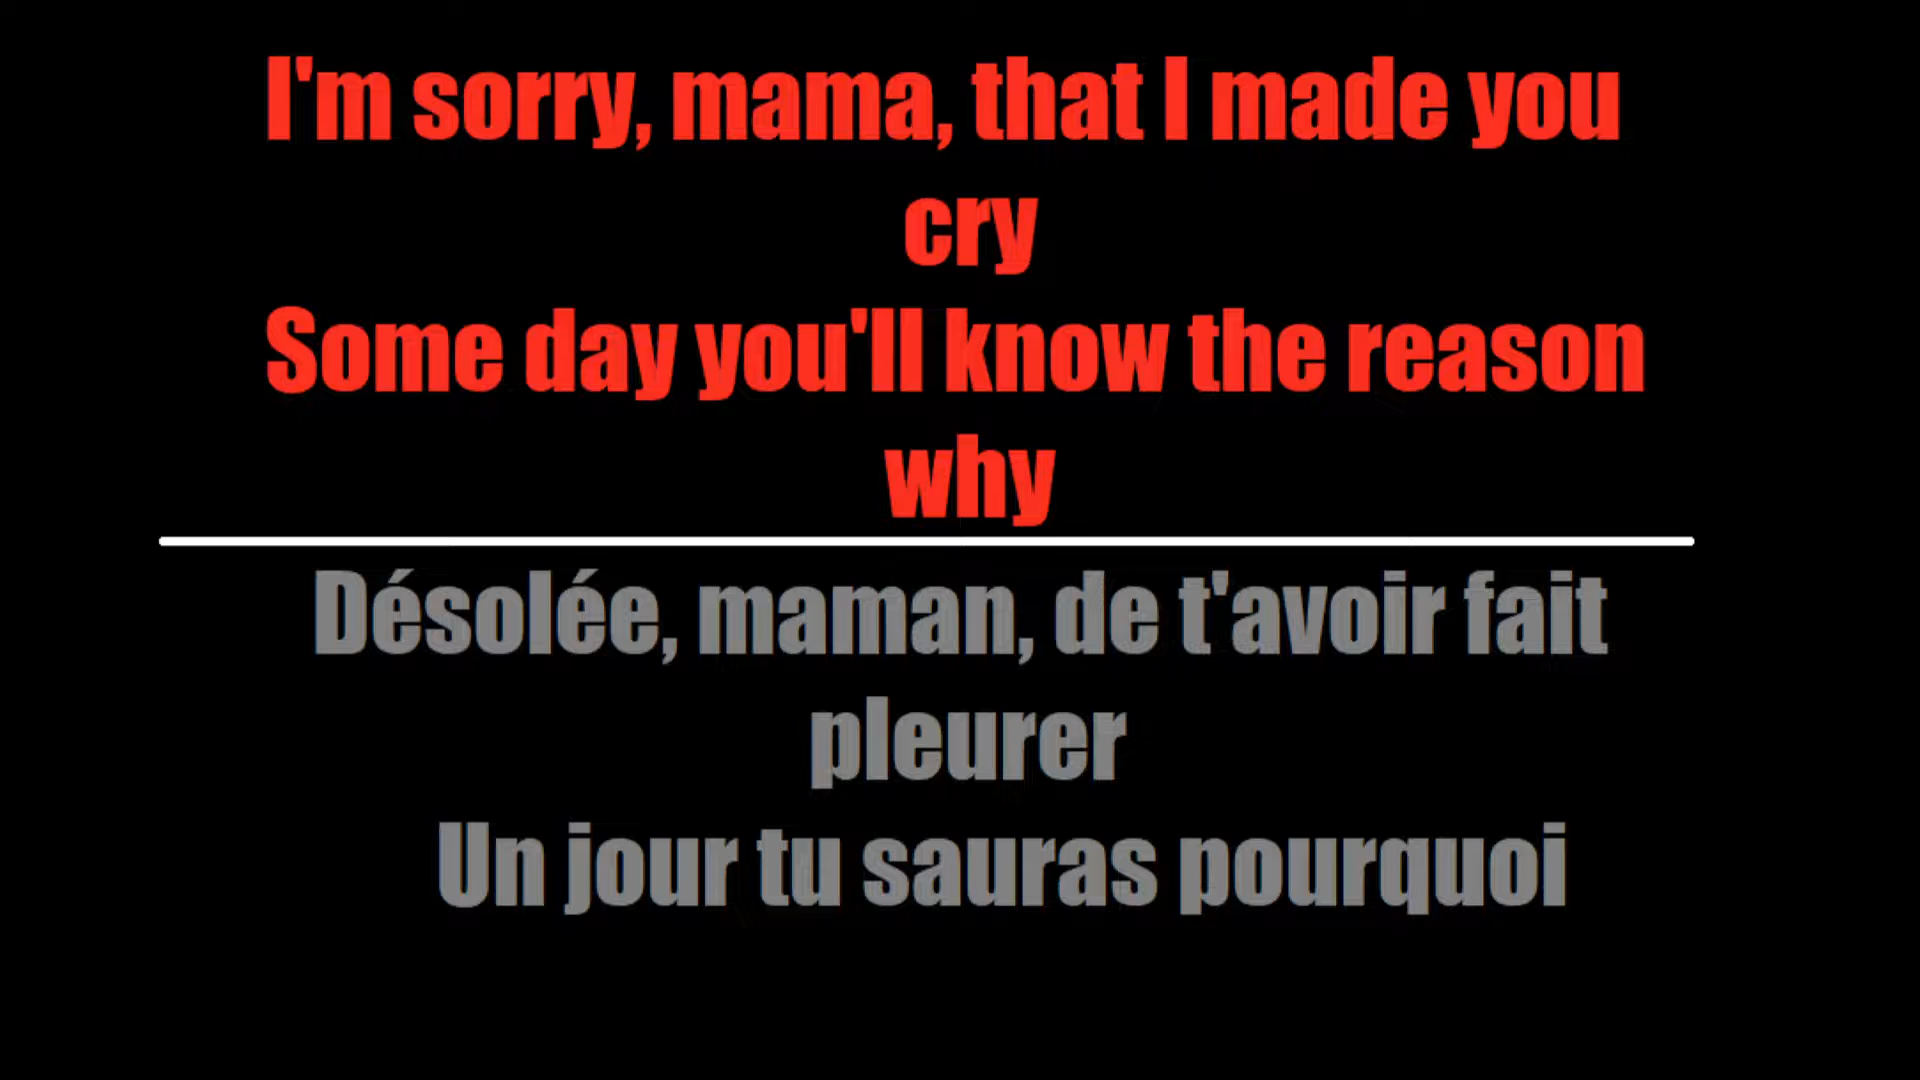 I'm sorry, mama, that I made you
cry
Some day you'll know the reason
why
Désolée, maman, de t'avoir fait
pleurer
Un jour tu sauras pourquoi